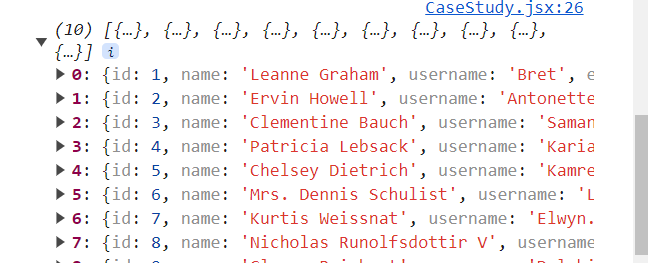 CaseStudy.jsx:26
(10) [{…}, {…}, {…}, {…}, {…}, {…}, {…}, {…}, {…},
{…}] i
0: {id: 1, name: 'Leanne Graham', username: 'Bret', e
1: {id: 2, name: 'Ervin Howell', username: 'Antonette
2: {id: 3, name: 'Clementine Bauch', username: 'Saman
3: {id: 4, name: 'Patricia Lebsack', username: 'Karia
4: {id: 5, name: 'Chelsey Dietrich', username: 'Kamre
5: {id: 6, name: 'Mrs. Dennis Schulist', username: 'L
6: {id: 7, name: 'Kurtis Weissnat', username: 'Elwyn.
7: {id: 8, name: 'Nicholas Runolfsdottir V', username